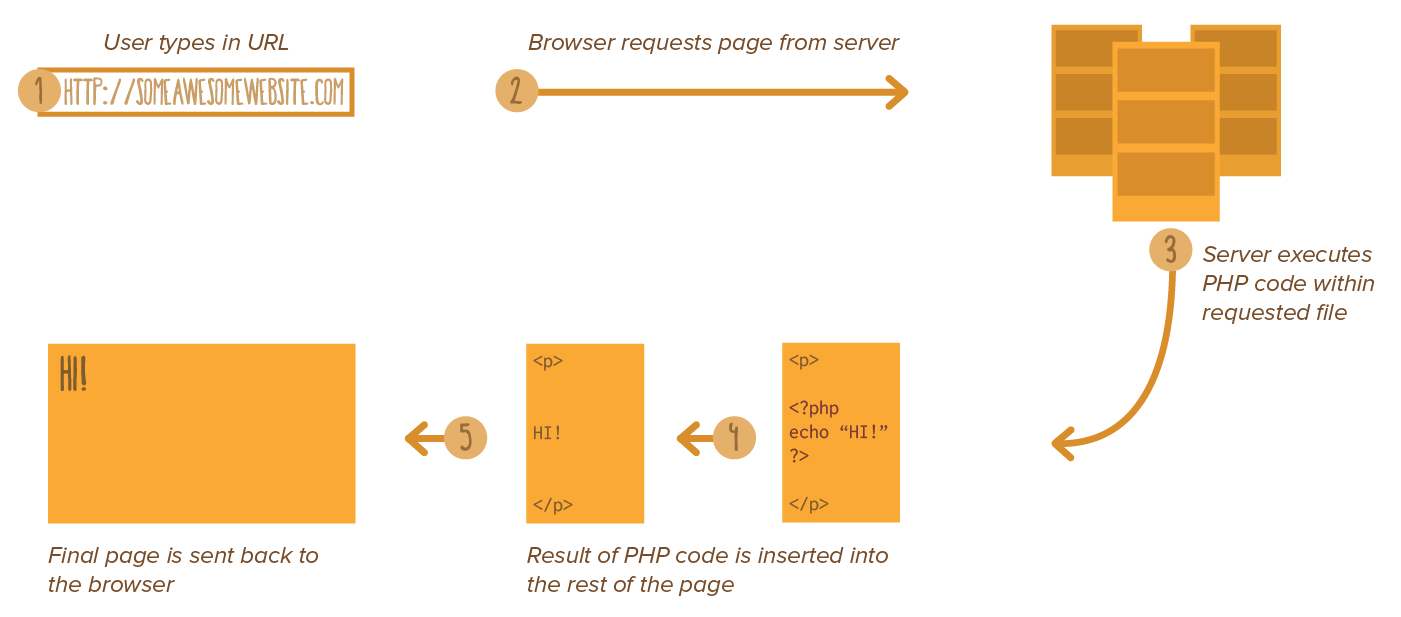 User types in URL
1 HTTP://SOMEAWESOMEWEBSITE.COM
Browser requests page from server
2
3
Server executes
PHP code within
requested file
<p>
<?php
echo “HI!”
?>
</p>
4
<p>
HI!
</p>
Result of PHP code is inserted into
the rest of the page
5
HI!
Final page is sent back to
the browser